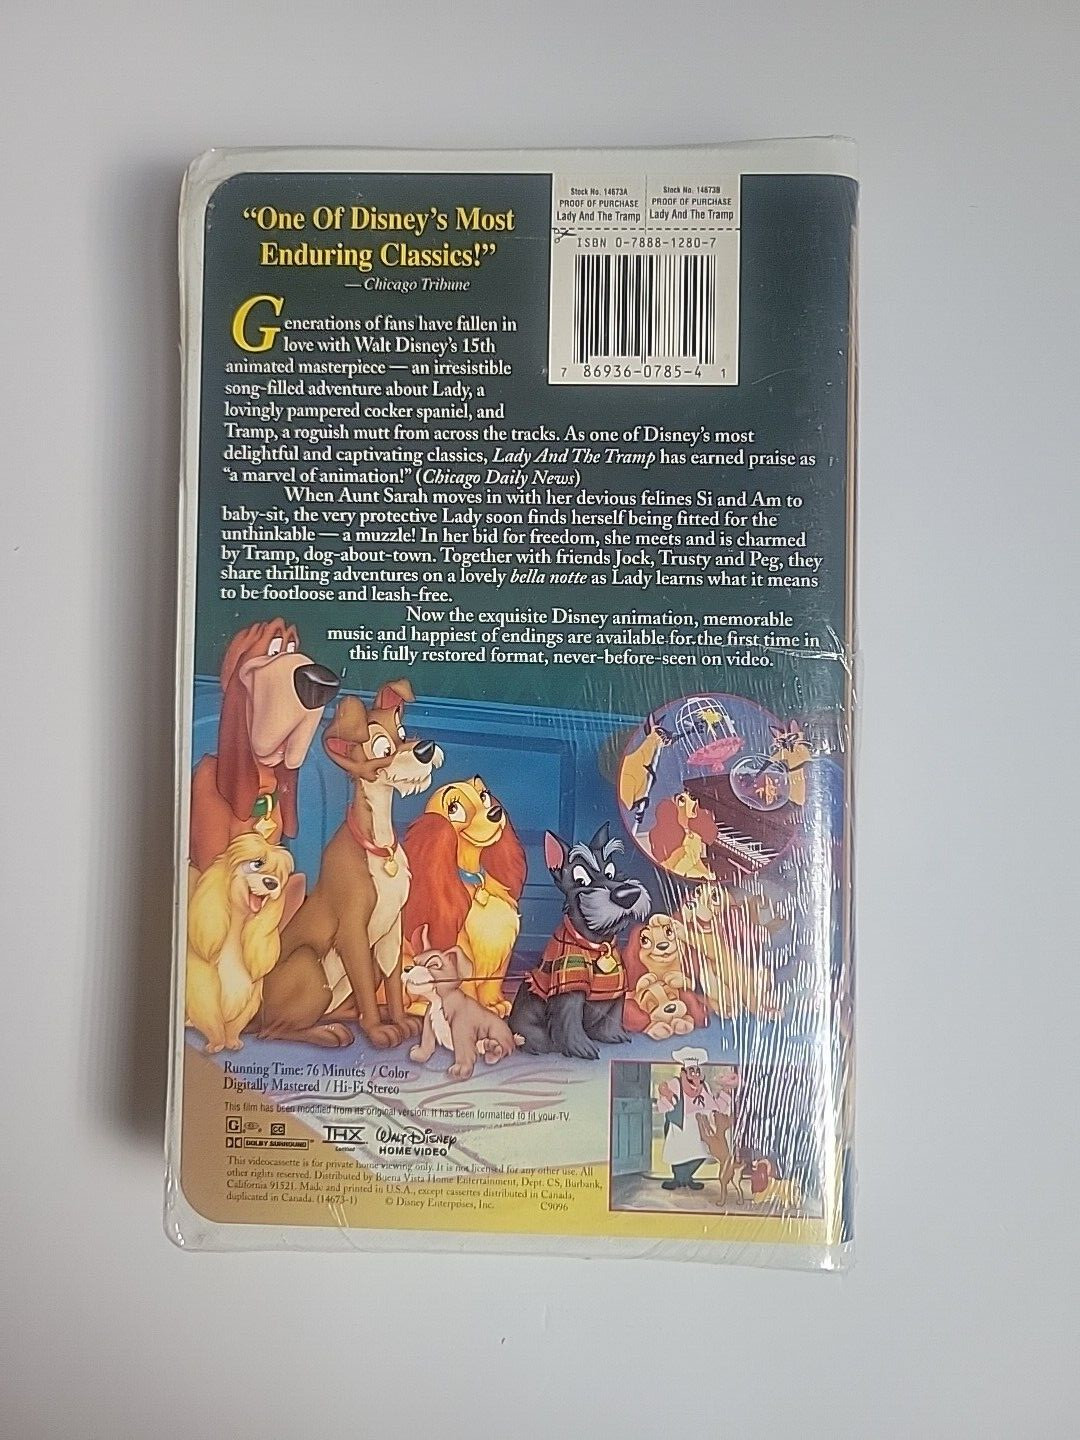 "One Of Disney's Most
Enduring Classics!"
— Chicago Tribune
Stock No. 14673A
PROOF OF PURCHASE
Lady And The Tramp
Stock No. 14673B
PROOF OF PURCHASE
Lady And The Tramp
ISBN 0-7888-1280-7
7 86936-0785-4 1
Generations of fans have fallen in
love with Walt Disney's 15th
animated masterpiece — an irresistible
song-filled adventure about Lady, a
lovingly pampered cocker spaniel, and
Tramp, a roguish mutt from across the tracks. As one of Disney's most
delightful and captivating classics, Lady And The Tramp has earned praise as
"a marvel of animation!" (Chicago Daily News)
When Aunt Sarah moves in with her devious felines Si and Am to
baby-sit, the very protective Lady soon finds herself being fitted for the
unthinkable — a muzzle! In her bid for freedom, she meets and is charmed
by Tramp, dog-about-town. Together with friends Jock, Trusty and Peg, they
share thrilling adventures on a lovely bella notte as Lady learns what it means
to be footloose and leash-free.
Now the exquisite Disney animation, memorable
music and happiest of endings are available for the first time in
this fully restored format, never-before-seen on video.
Running Time: 76 Minutes / Color
Digitally Mastered / Hi-Fi Stereo
This film has been modified from its original version. It has been formatted to fit your TV.
G CC
DOLBY SURROUND
THX
Certified
Walt Disney
HOME VIDEO
This videocassette is for private home viewing only. It is not licensed for any other use. All
other rights reserved. Distributed by Buena Vista Home Entertainment, Dept. CS, Burbank,
California 91521. Made and printed in U.S.A., except cassettes distributed in Canada,
duplicated in Canada. (14673-1) © Disney Enterprises, Inc. C9096